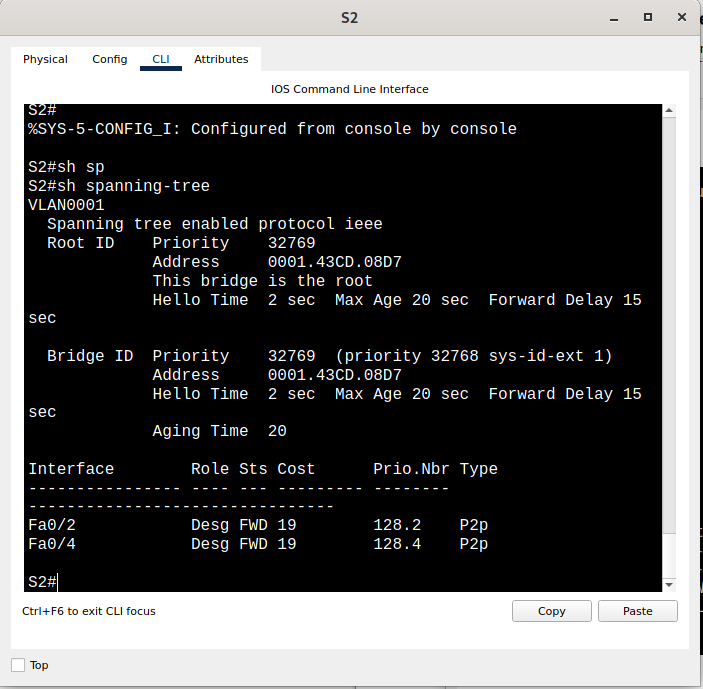 S2
Physical Config CLI Attributes
IOS Command Line Interface
S2#
%SYS-5-CONFIG_I: Configured from console by console
S2#sh sp
S2#sh spanning-tree
VLAN0001
  Spanning tree enabled protocol ieee
  Root ID    Priority    32769
             Address     0001.43CD.08D7
             This bridge is the root
             Hello Time  2 sec  Max Age 20 sec  Forward Delay 15
sec
  Bridge ID  Priority    32769  (priority 32768 sys-id-ext 1)
             Address     0001.43CD.08D7
             Hello Time  2 sec  Max Age 20 sec  Forward Delay 15
sec
             Aging Time  20
Interface        Role Sts Cost      Prio.Nbr Type
---------------- ---- --- --------- --------
--------------------------------
Fa0/2            Desg FWD 19        128.2    P2p
Fa0/4            Desg FWD 19        128.4    P2p
S2#
Ctrl+F6 to exit CLI focus
Copy
Paste
Top